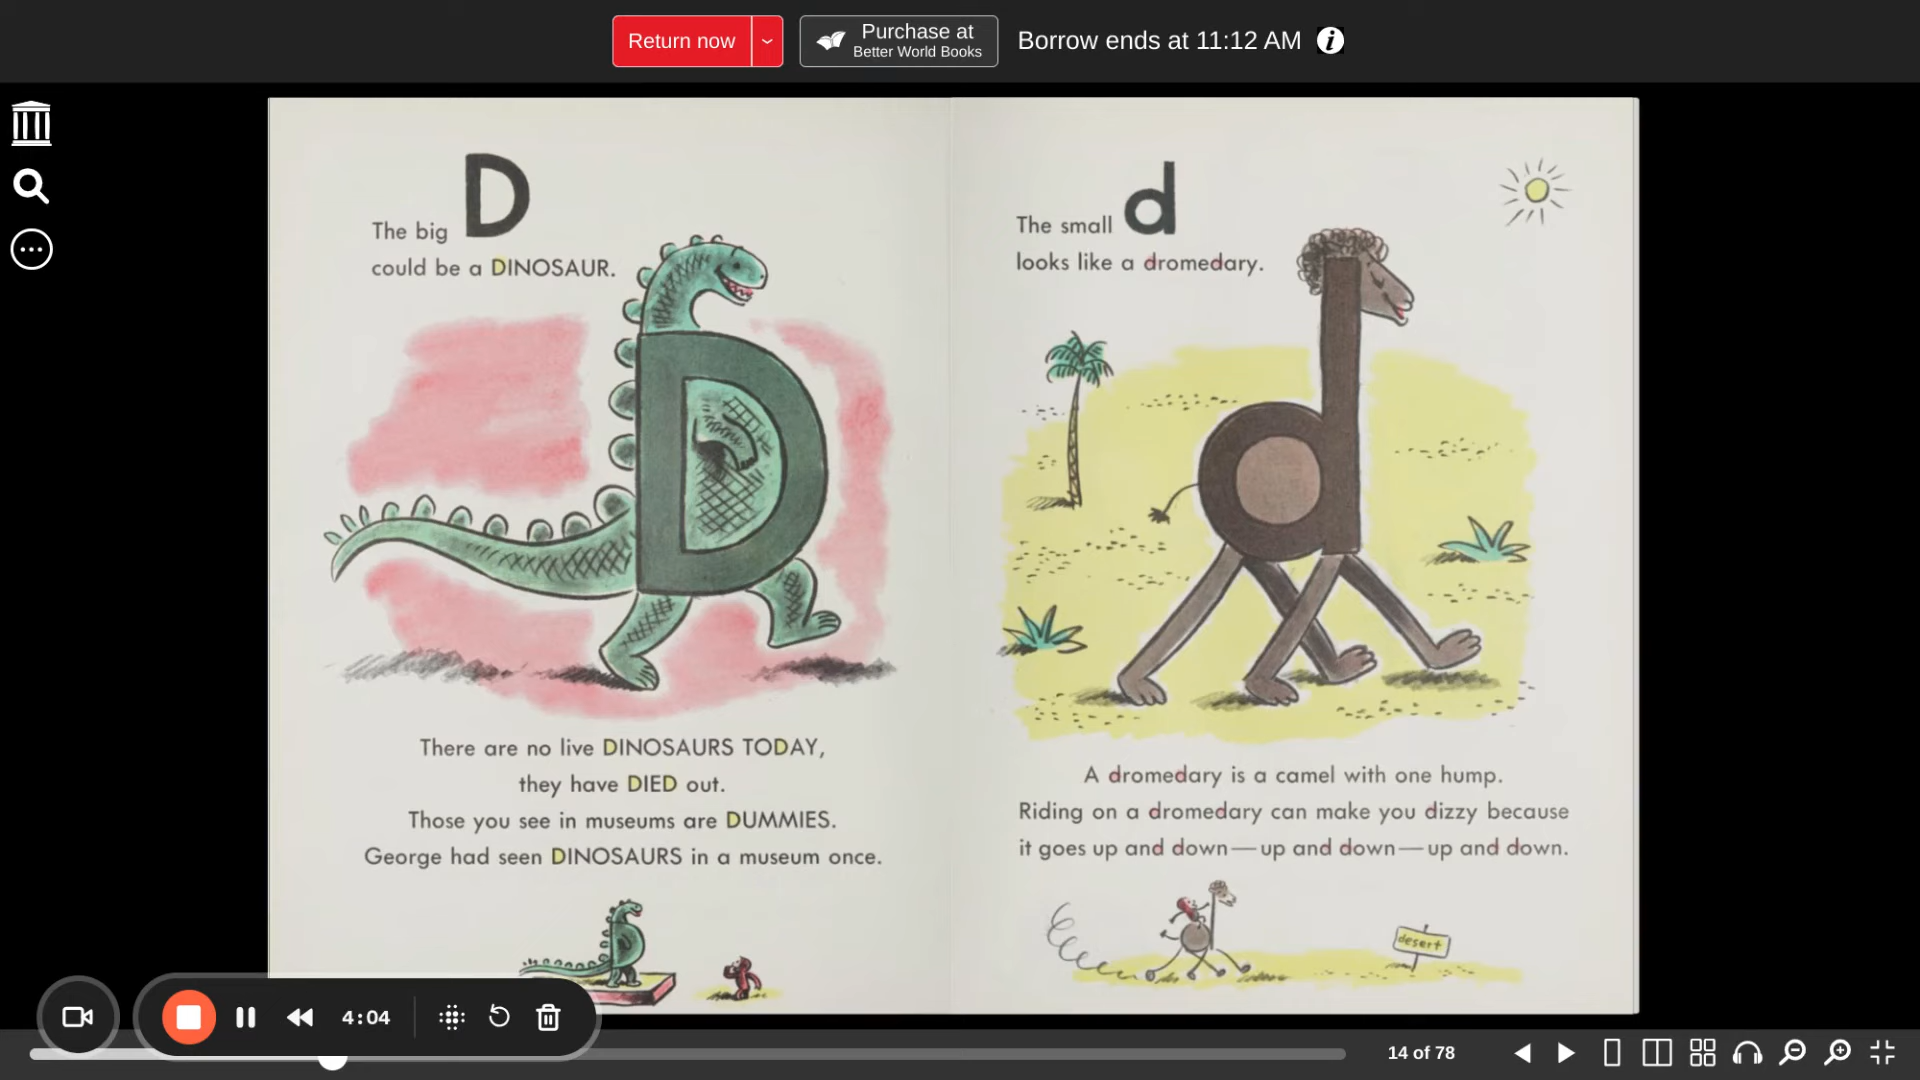 Return now
Purchase at
Better World Books
Borrow ends at 11:12 AM
D
The big
could be a DINOSAUR.
D
There are no live DINOSAURS TODAY,
they have DIED out.
Those you see in museums are DUMMIES.
George had seen DINOSAURS in a museum once.
d
The small
looks like a dromedary.
d
A dromedary is a camel with one hump.
Riding on a dromedary can make you dizzy because
it goes up and down—up and down—up and down.
desert
4:04
14 of 78